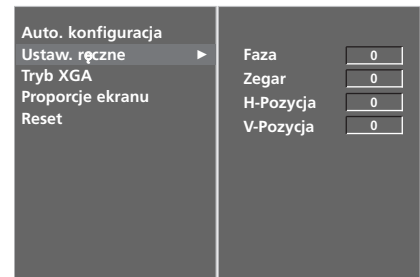 Auto. konfiguracja
Ustaw. ręczne ►
Tryb XGA
Proporcje ekranu
Reset
Faza 0
Zegar 0
H-Pozycja 0
V-Pozycja 0